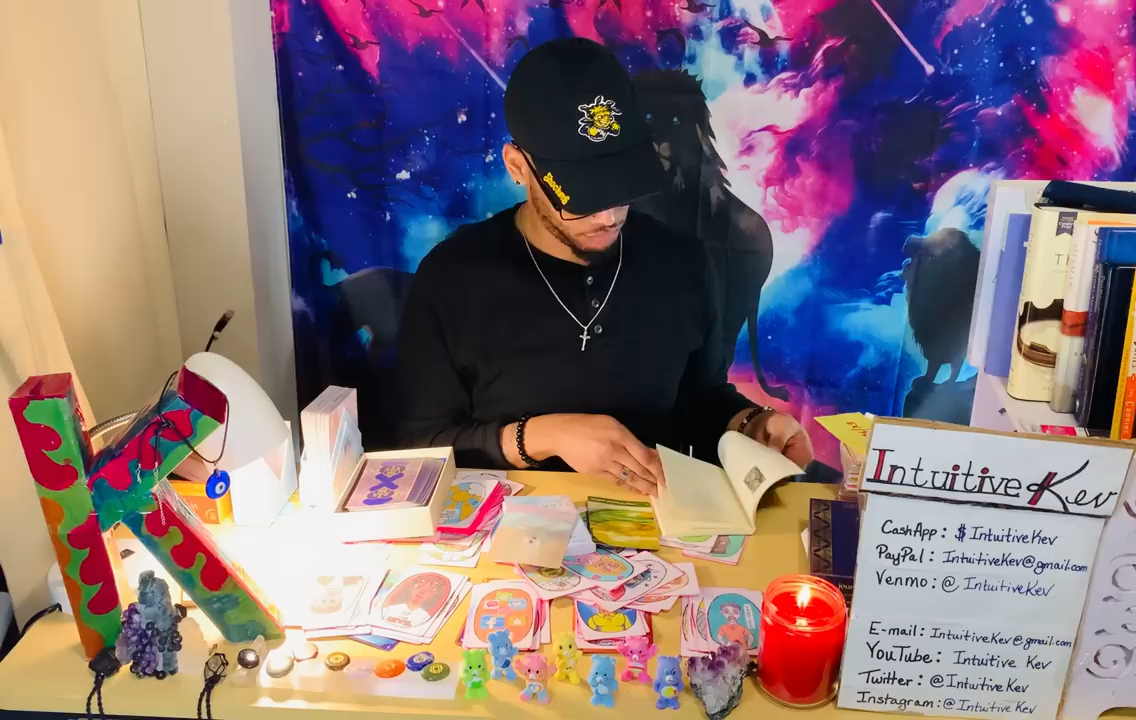 Intuitive Kev
CashApp: $ IntuitiveKev
PayPal: IntuitiveKev@gmail.com
Venmo: @ IntuitiveKev
E-mail: IntuitiveKev@gmail.com
YouTube: Intuitive Kev
Twitter: @IntuitiveKev
Instagram: @IntuitiveKev